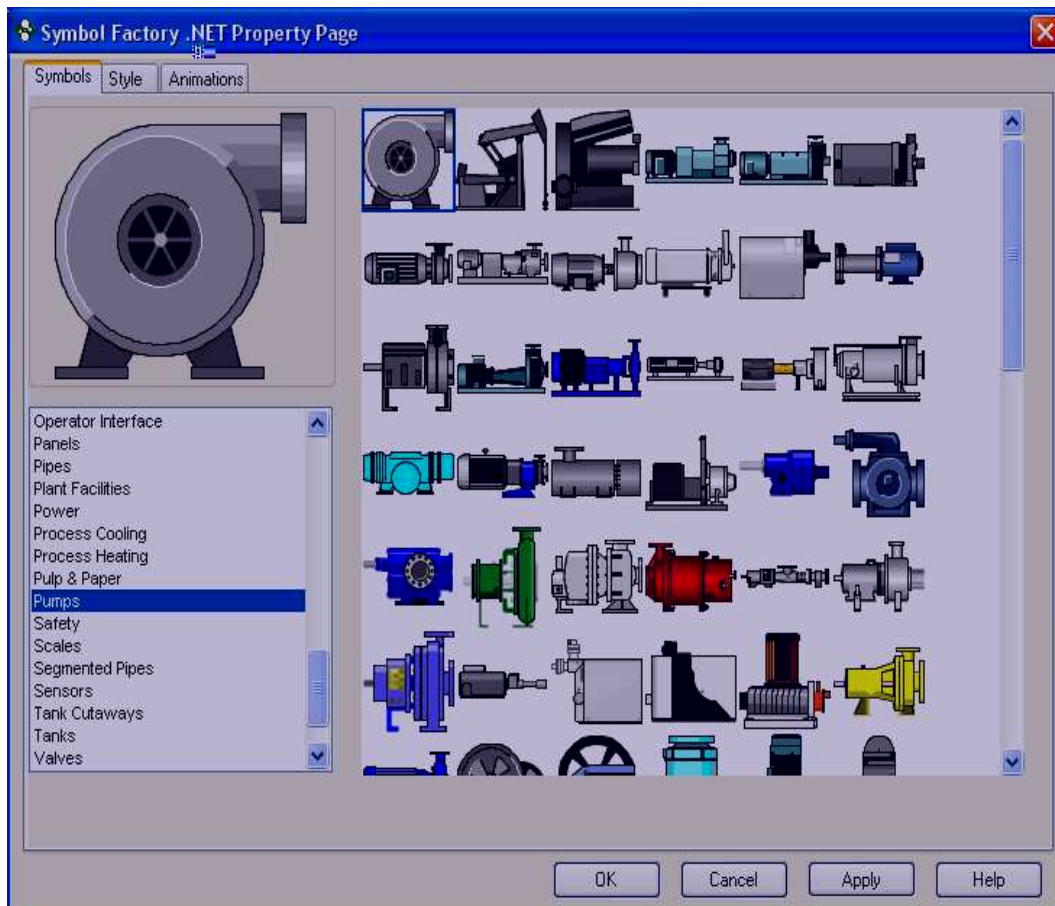 Symbol Factory .NET Property Page
Symbols Style Animations
Operator Interface
Panels
Pipes
Plant Facilities
Power
Process Cooling
Process Heating
Pulp & Paper
Pumps
Safety
Scales
Segmented Pipes
Sensors
Tank Cutaways
Tanks
Valves
OK Cancel Apply Help